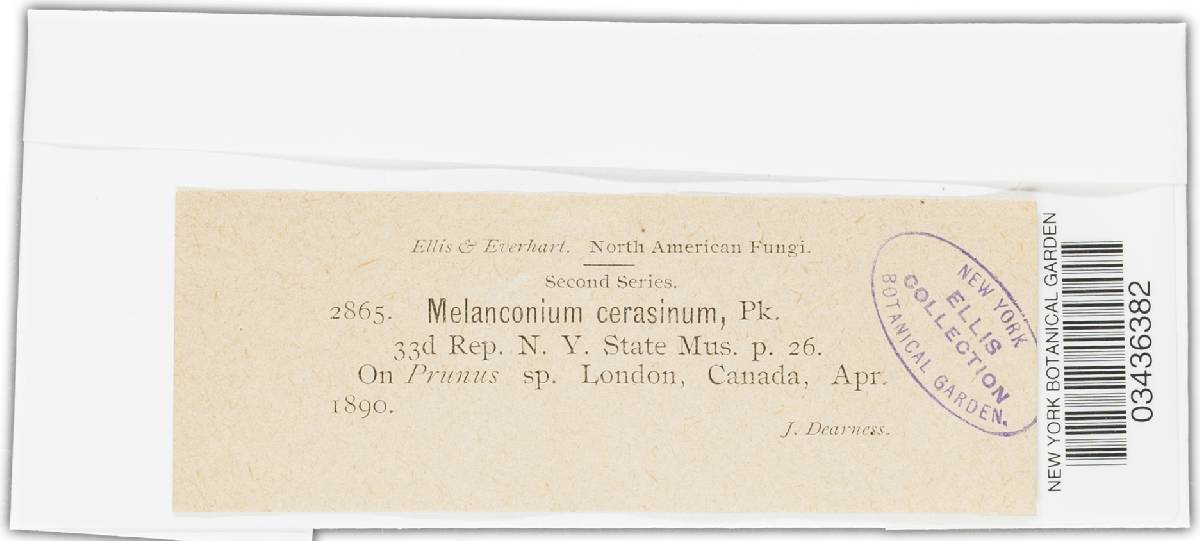 Ellis & Everhart. North American Fungi.
Second Series.
2865. Melanconium cerasinum, Pk.
33d Rep. N. Y. State Mus. p. 26.
On Prunus sp. London, Canada, Apr.
1890.
J. Dearness.
NEW YORK
ELLIS
COLLECTION
BOTANICAL GARDEN.
NEW YORK BOTANICAL GARDEN
03436382